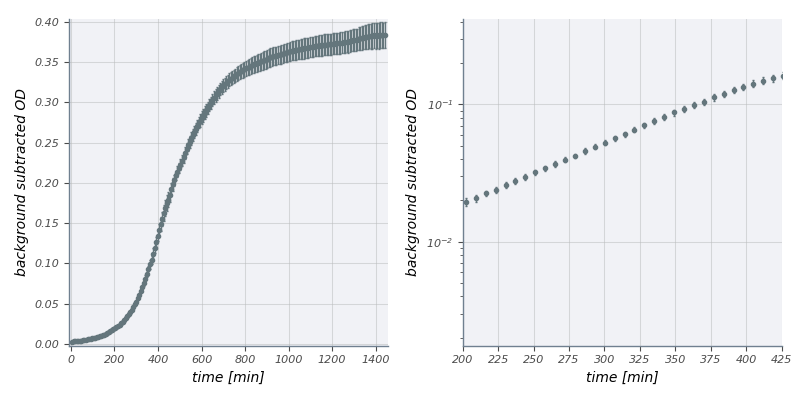 background subtracted OD
0.40
0.35
0.30
0.25
0.20
0.15
0.10
0.05
0.00
0 200 400 600 800 1000 1200 1400
time [min]
background subtracted OD
10⁻¹
10⁻²
200 225 250 275 300 325 350 375 400 425
time [min]